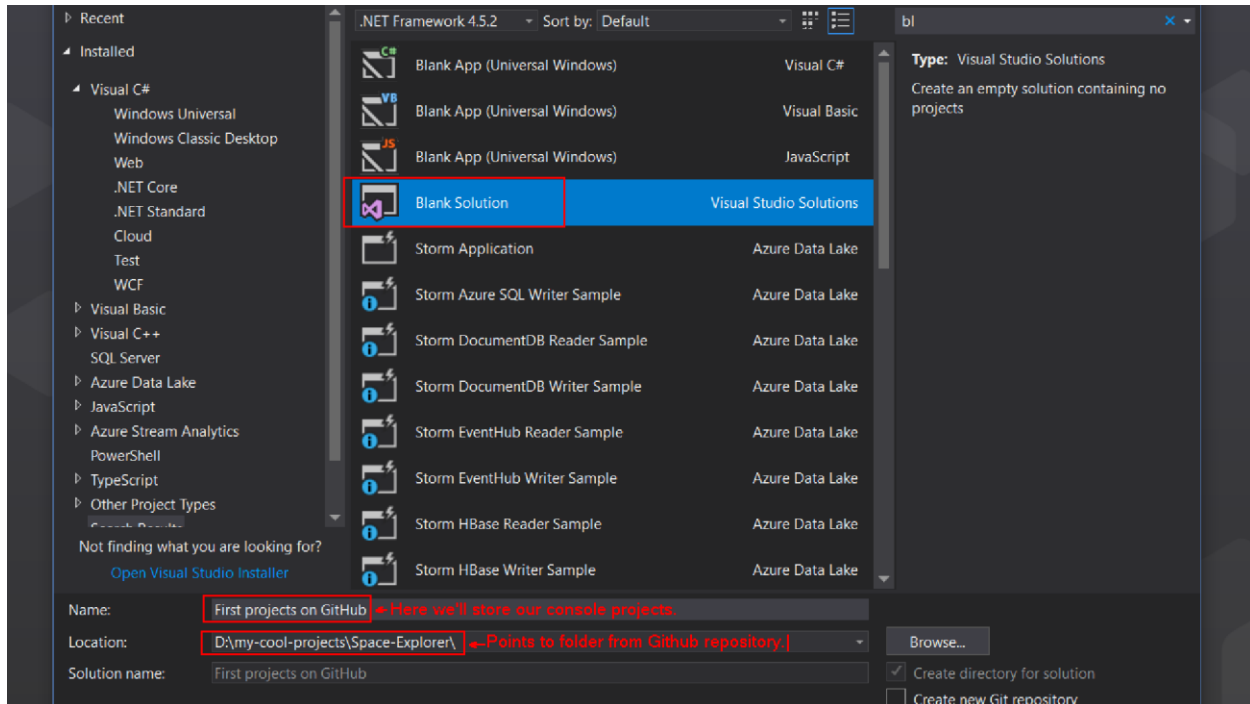 Recent
Installed
Visual C#
Windows Universal
Windows Classic Desktop
Web
.NET Core
.NET Standard
Cloud
Test
WCF
Visual Basic
Visual C++
SQL Server
Azure Data Lake
JavaScript
Azure Stream Analytics
PowerShell
TypeScript
Other Project Types
Search Results
Not finding what you are looking for?
Open Visual Studio Installer
.NET Framework 4.5.2 Sort by: Default
C# Blank App (Universal Windows) Visual C#
VB Blank App (Universal Windows) Visual Basic
JS Blank App (Universal Windows) JavaScript
Blank Solution Visual Studio Solutions
Storm Application Azure Data Lake
Storm Azure SQL Writer Sample Azure Data Lake
Storm DocumentDB Reader Sample Azure Data Lake
Storm DocumentDB Writer Sample Azure Data Lake
Storm EventHub Reader Sample Azure Data Lake
Storm EventHub Writer Sample Azure Data Lake
Storm HBase Reader Sample Azure Data Lake
Storm HBase Writer Sample Azure Data Lake
bl
Type: Visual Studio Solutions
Create an empty solution containing no
projects
Name: First projects on GitHub Here we'll store our console projects.
Location: D:\my-cool-projects\Space-Explorer\ Points to folder from Github repository. Browse...
Solution name: First projects on GitHub Create directory for solution
Create new Git repository